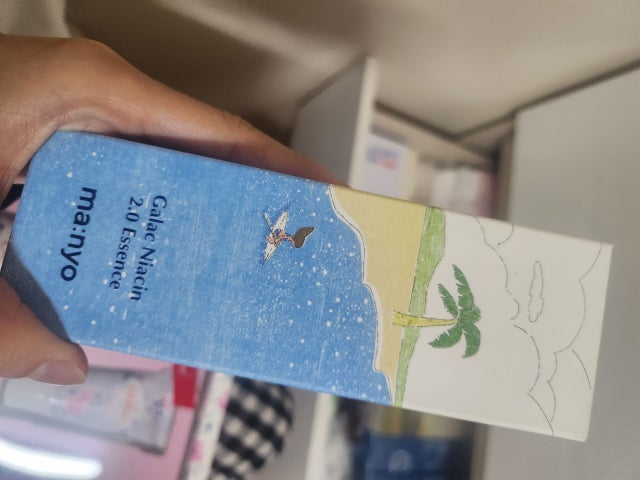 Galac Niacin
2.0 Essence
ma:nyo